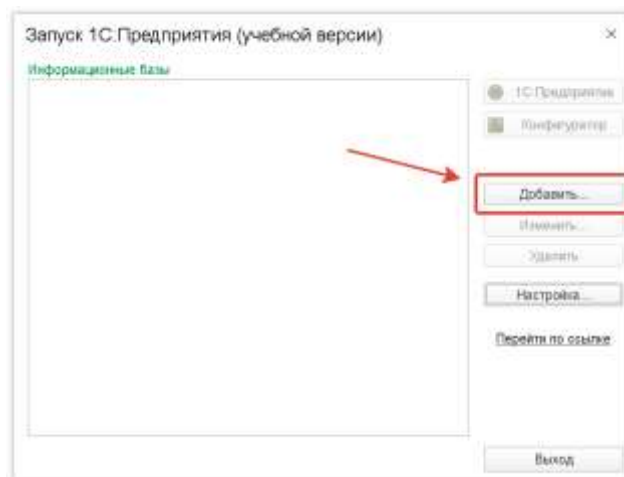 Запуск 1С:Предприятия (учебной версии)
Информационные базы
1С:Предприятие
Конфигуратор
Добавить...
Изменить...
Удалить
Настройка...
Перейти по ссылке
Выход